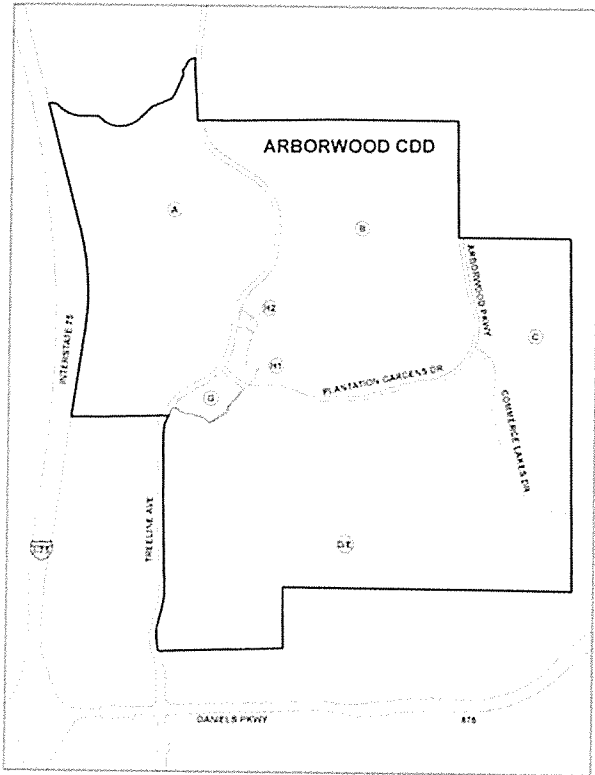 ARBORWOOD CDD
A
B
ARBORWOOD PKWY
H2
INTERSTATE 75
C
H1
PLANTATION GARDENS DR
G
COMMERCE LAKES DR
TREELINE AVE
D/E
DANIELS PKWY
876